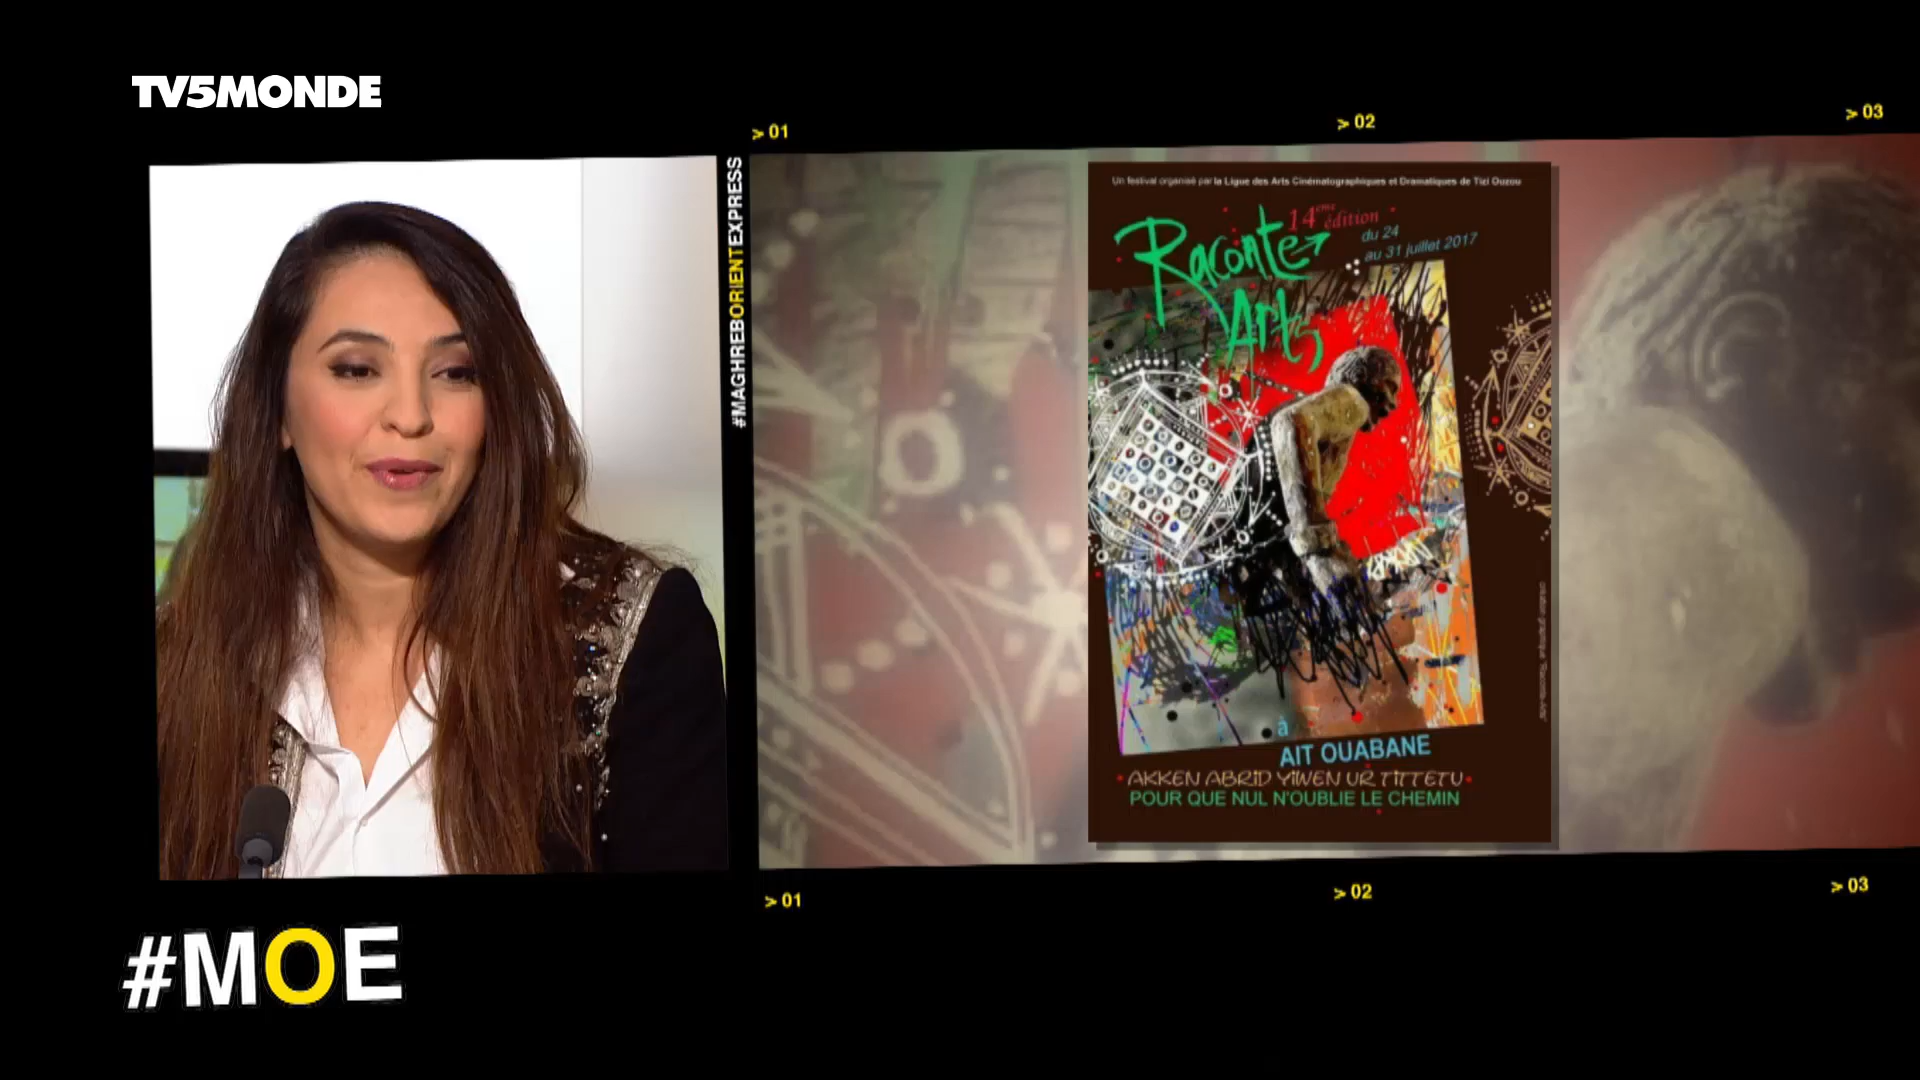 TV5MONDE
> 01
> 02
> 03
#MAGHREBORIENTEXPRESS
Un festival organisé par la Ligue des Arts Cinématographiques et Dramatiques de Tizi Ouzou
Raconte
Arts
14eme édition
du 24
au 31 juillet 2017
à
AIT OUABANE
AKKEN ABRID YIWEN UR TITTETU
POUR QUE NUL N'OUBLIE LE CHEMIN
> 01
> 02
> 03
#MOE